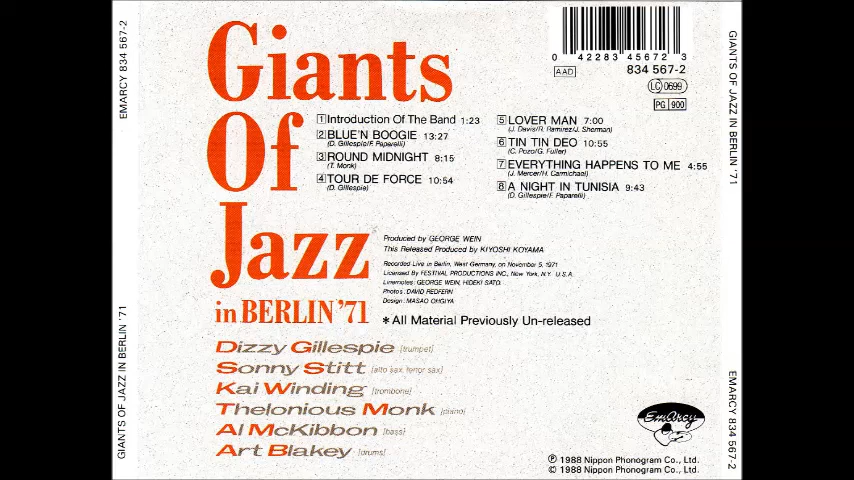 EMARCY 834 567-2
GIANTS OF JAZZ IN BERLIN '71
Giants
Of
Jazz
in BERLIN '71
1 Introduction Of The Band 1:23
2 BLUE'N BOOGIE 13:27
(D. Gillespie/F. Paparelli)
3 ROUND MIDNIGHT 8:15
(T. Monk)
4 TOUR DE FORCE 10:54
(D. Gillespie)
5 LOVER MAN 7:00
(J. Davis/R. Ramirez/J. Sherman)
6 TIN TIN DEO 10:55
(C. Pozo/G. Fuller)
7 EVERYTHING HAPPENS TO ME 4:55
(J. Mercer/H. Carmichael)
8 A NIGHT IN TUNISIA 9:43
(D. Gillespie/F. Paparelli)
0 42283 45672 3
AAD
834 567-2
LC 0699
PG 900
Produced by GEORGE WEIN
This Released Produced by KIYOSHI KOYAMA
Recorded Live in Berlin, West Germany, on November 5, 1971
Licensed By FESTIVAL PRODUCTIONS INC., New York, N.Y. U.S.A.
Linernotes: GEORGE WEIN, HIDEKI SATO
Photos: DAVID REDFERN
Design: MASAO OHGIYA
*All Material Previously Un-released
Dizzy Gillespie [trumpet]
Sonny Stitt [alto sax, tenor sax]
Kai Winding [trombone]
Thelonious Monk [piano]
Al McKibbon [bass]
Art Blakey [drums]
EmArcy
℗ 1988 Nippon Phonogram Co., Ltd.
© 1988 Nippon Phonogram Co., Ltd.
GIANTS OF JAZZ IN BERLIN '71
EMARCY 834 567-2